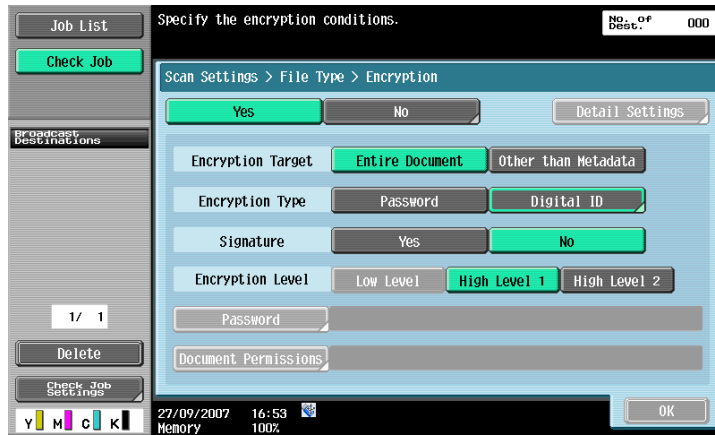 Job List
Check Job
Broadcast
Destinations
1/ 1
Delete
Check Job
Settings
Y M C K
Specify the encryption conditions.
No. of
Dest.
000
Scan Settings > File Type > Encryption
Yes No Detail Settings
Encryption Target Entire Document Other than Metadata
Encryption Type Password Digital ID
Signature Yes No
Encryption Level Low Level High Level 1 High Level 2
Password
Document Permissions
27/09/2007 16:53
Memory 100%
OK